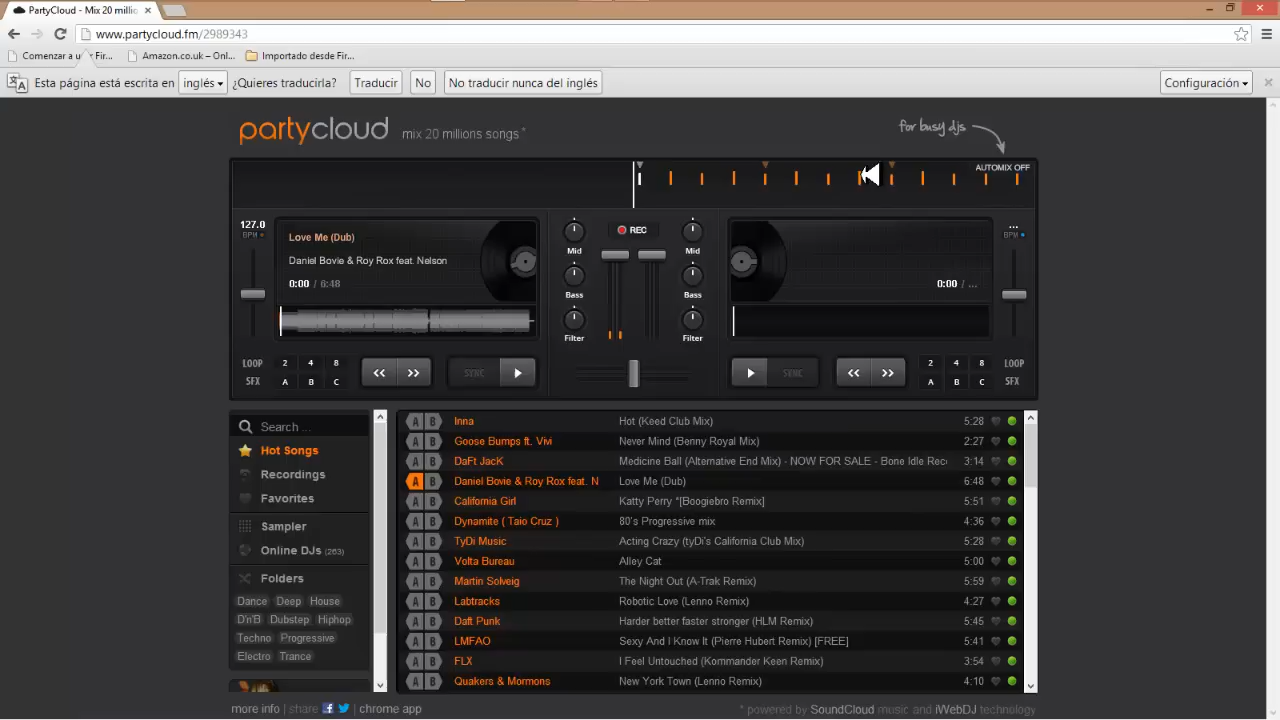 PartyCloud - Mix 20 millio
www.partycloud.fm/2989343
Comenzar a usar Fir... Amazon.co.uk – Onl... Importado desde Fir...
Esta página está escrita en inglés ¿Quieres traducirla? Traducir No No traducir nunca del inglés Configuración
partycloud mix 20 millions songs* for busy djs
AUTOMIX OFF
127.0 BPM
Love Me (Dub)
Daniel Bovie & Roy Rox feat. Nelson
0:00 / 6:48
Mid REC Mid
Bass Bass
Filter Filter
... BPM
0:00 / ...
LOOP 2 4 8 << >> SYNC SYNC << >> 2 4 8 LOOP
SFX A B C A B C SFX
Search ...
Hot Songs
Recordings
Favorites
Sampler
Online DJs (263)
Folders
Dance Deep House
D'n'B Dubstep Hiphop
Techno Progressive
Electro Trance
A B Inna Hot (Keed Club Mix) 5:28
A B Goose Bumps ft. Vivi Never Mind (Benny Royal Mix) 2:27
A B DaFt JacK Medicine Ball (Alternative End Mix) - NOW FOR SALE - Bone Idle Rec 3:14
A B Daniel Bovie & Roy Rox feat. N Love Me (Dub) 6:48
A B California Girl Katty Perry "[Boogiebro Remix] 5:51
A B Dynamite ( Taio Cruz ) 80's Progressive mix 4:36
A B TyDi Music Acting Crazy (tyDi's California Club Mix) 5:28
A B Volta Bureau Alley Cat 5:00
A B Martin Solveig The Night Out (A-Trak Remix) 5:59
A B Labtracks Robotic Love (Lenno Remix) 4:27
A B Daft Punk Harder better faster stronger (HLM Remix) 5:45
A B LMFAO Sexy And I Know It (Pierre Hubert Remix) [FREE] 5:41
A B FLX I Feel Untouched (Kommander Keen Remix) 3:54
A B Quakers & Mormons New York Town (Lenno Remix) 4:10
more info | share | chrome app * powered by SoundCloud music and iWebDJ technology